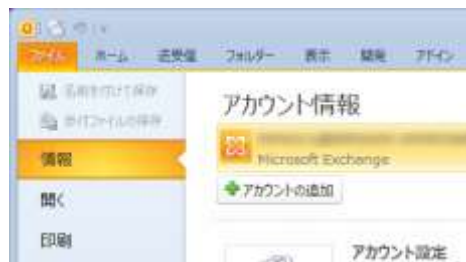 ファイル ホーム 送受信 フォルダー 表示 開発 アドイン
名前を付けて保存
添付ファイルの保存
アカウント情報
情報
Microsoft Exchange
アカウントの追加
開く
印刷
アカウント設定